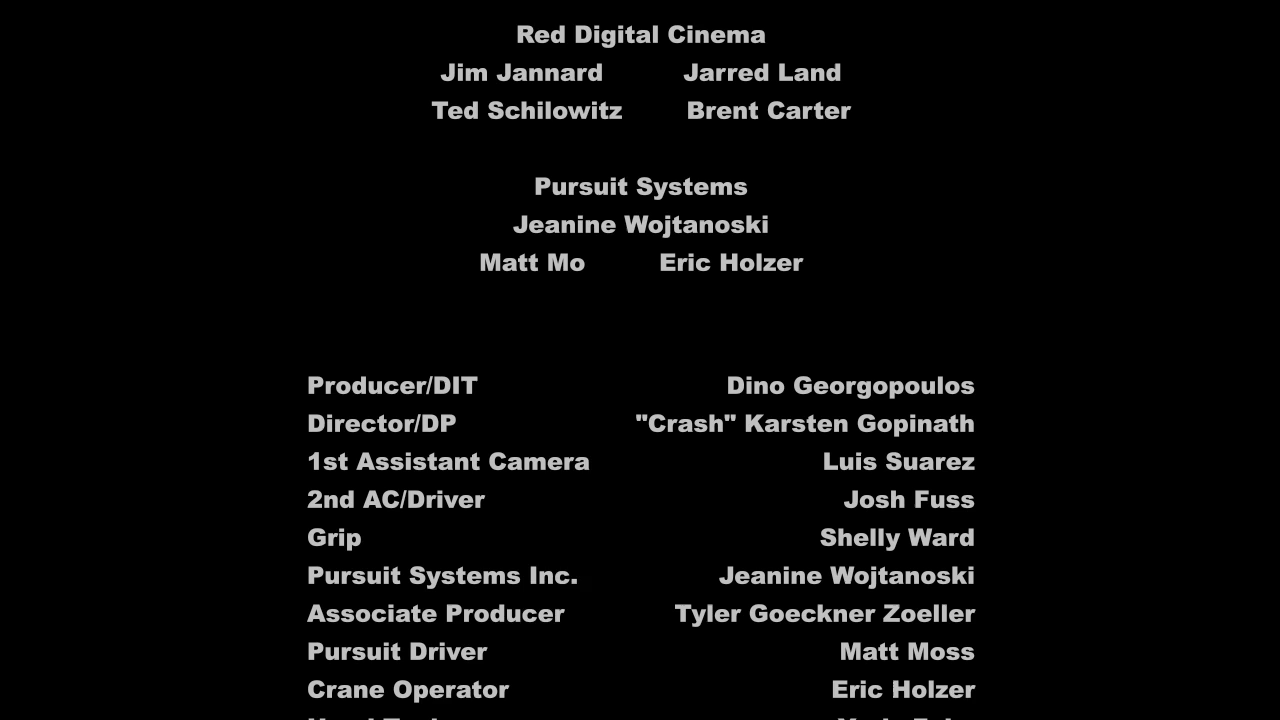 Red Digital Cinema
Jim Jannard Jarred Land
Ted Schilowitz Brent Carter
Pursuit Systems
Jeanine Wojtanoski
Matt Mo Eric Holzer
Producer/DIT Dino Georgopoulos
Director/DP "Crash" Karsten Gopinath
1st Assistant Camera Luis Suarez
2nd AC/Driver Josh Fuss
Grip Shelly Ward
Pursuit Systems Inc. Jeanine Wojtanoski
Associate Producer Tyler Goeckner Zoeller
Pursuit Driver Matt Moss
Crane Operator Eric Holzer